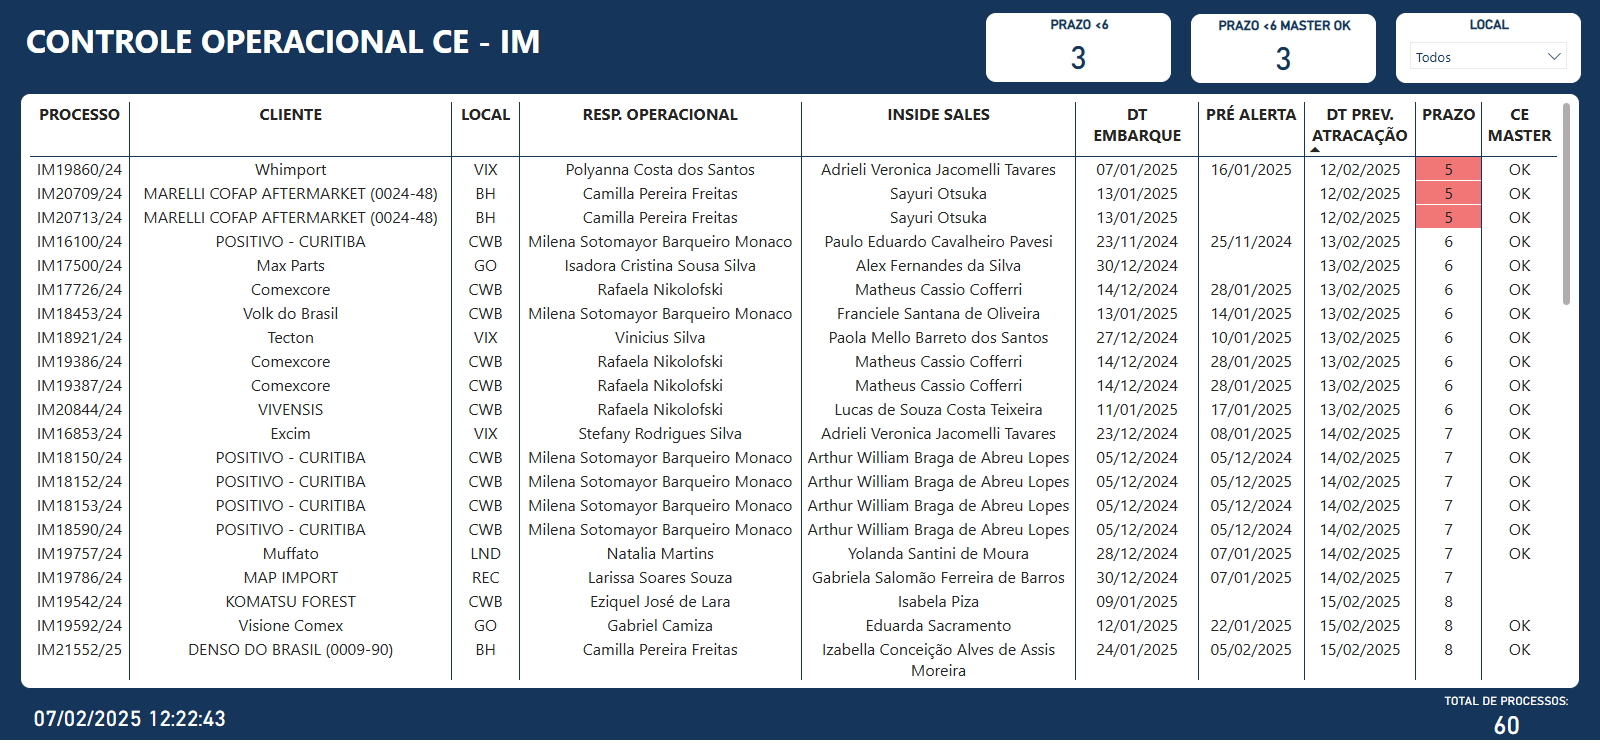 CONTROLE OPERACIONAL CE - IM
PRAZO <6
3
PRAZO <6 MASTER OK
3
LOCAL
Todos
PROCESSO CLIENTE LOCAL RESP. OPERACIONAL INSIDE SALES DT EMBARQUE PRÉ ALERTA DT PREV. ATRACAÇÃO PRAZO CE MASTER
IM19860/24 Whimport VIX Polyanna Costa dos Santos Adrieli Veronica Jacomelli Tavares 07/01/2025 16/01/2025 12/02/2025 5 OK
IM20709/24 MARELLI COFAP AFTERMARKET (0024-48) BH Camilla Pereira Freitas Sayuri Otsuka 13/01/2025 12/02/2025 5 OK
IM20713/24 MARELLI COFAP AFTERMARKET (0024-48) BH Camilla Pereira Freitas Sayuri Otsuka 13/01/2025 12/02/2025 5 OK
IM16100/24 POSITIVO - CURITIBA CWB Milena Sotomayor Barqueiro Monaco Paulo Eduardo Cavalheiro Pavesi 23/11/2024 25/11/2024 13/02/2025 6 OK
IM17500/24 Max Parts GO Isadora Cristina Sousa Silva Alex Fernandes da Silva 30/12/2024 13/02/2025 6 OK
IM17726/24 Comexcore CWB Rafaela Nikolofski Matheus Cassio Cofferri 14/12/2024 28/01/2025 13/02/2025 6 OK
IM18453/24 Volk do Brasil CWB Milena Sotomayor Barqueiro Monaco Franciele Santana de Oliveira 13/01/2025 14/01/2025 13/02/2025 6 OK
IM18921/24 Tecton VIX Vinicius Silva Paola Mello Barreto dos Santos 27/12/2024 10/01/2025 13/02/2025 6 OK
IM19386/24 Comexcore CWB Rafaela Nikolofski Matheus Cassio Cofferri 14/12/2024 28/01/2025 13/02/2025 6 OK
IM19387/24 Comexcore CWB Rafaela Nikolofski Matheus Cassio Cofferri 14/12/2024 28/01/2025 13/02/2025 6 OK
IM20844/24 VIVENSIS CWB Rafaela Nikolofski Lucas de Souza Costa Teixeira 11/01/2025 17/01/2025 13/02/2025 6 OK
IM16853/24 Excim VIX Stefany Rodrigues Silva Adrieli Veronica Jacomelli Tavares 23/12/2024 08/01/2025 14/02/2025 7 OK
IM18150/24 POSITIVO - CURITIBA CWB Milena Sotomayor Barqueiro Monaco Arthur William Braga de Abreu Lopes 05/12/2024 05/12/2024 14/02/2025 7 OK
IM18152/24 POSITIVO - CURITIBA CWB Milena Sotomayor Barqueiro Monaco Arthur William Braga de Abreu Lopes 05/12/2024 05/12/2024 14/02/2025 7 OK
IM18153/24 POSITIVO - CURITIBA CWB Milena Sotomayor Barqueiro Monaco Arthur William Braga de Abreu Lopes 05/12/2024 05/12/2024 14/02/2025 7 OK
IM18590/24 POSITIVO - CURITIBA CWB Milena Sotomayor Barqueiro Monaco Arthur William Braga de Abreu Lopes 05/12/2024 05/12/2024 14/02/2025 7 OK
IM19757/24 Muffato LND Natalia Martins Yolanda Santini de Moura 28/12/2024 07/01/2025 14/02/2025 7 OK
IM19786/24 MAP IMPORT REC Larissa Soares Souza Gabriela Salomão Ferreira de Barros 30/12/2024 07/01/2025 14/02/2025 7
IM19542/24 KOMATSU FOREST CWB Eziquel José de Lara Isabela Piza 09/01/2025 15/02/2025 8
IM19592/24 Visione Comex GO Gabriel Camiza Eduarda Sacramento 12/01/2025 22/01/2025 15/02/2025 8 OK
IM21552/25 DENSO DO BRASIL (0009-90) BH Camilla Pereira Freitas Izabella Conceição Alves de Assis Moreira 24/01/2025 05/02/2025 15/02/2025 8 OK
07/02/2025 12:22:43
TOTAL DE PROCESSOS:
60